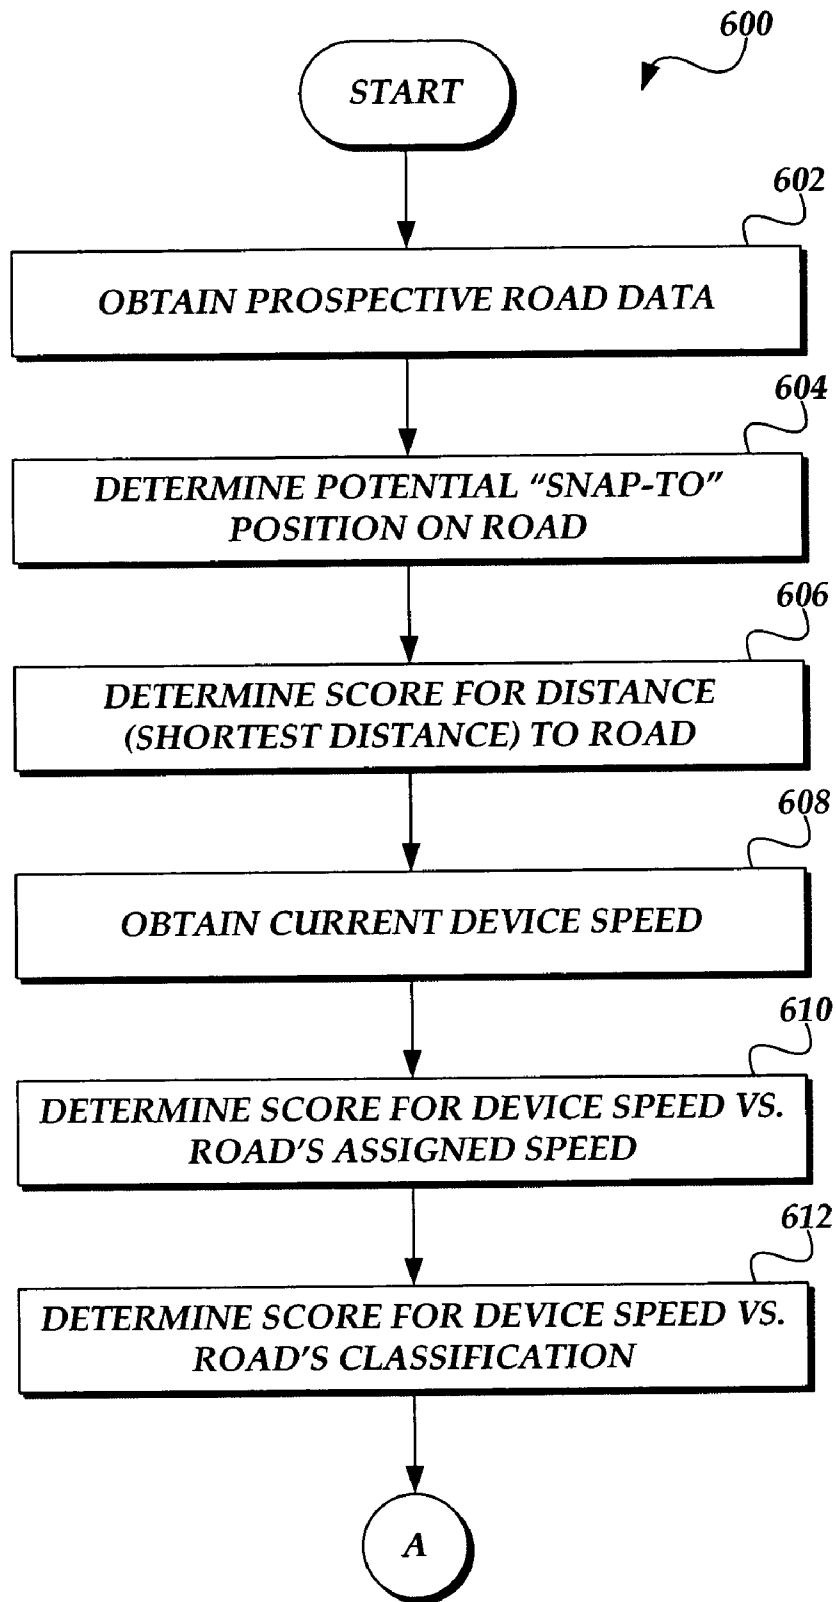 600
START
602
OBTAIN PROSPECTIVE ROAD DATA
604
DETERMINE POTENTIAL “SNAP-TO”
POSITION ON ROAD
606
DETERMINE SCORE FOR DISTANCE
(SHORTEST DISTANCE) TO ROAD
608
OBTAIN CURRENT DEVICE SPEED
610
DETERMINE SCORE FOR DEVICE SPEED VS.
ROAD'S ASSIGNED SPEED
612
DETERMINE SCORE FOR DEVICE SPEED VS.
ROAD'S CLASSIFICATION
A